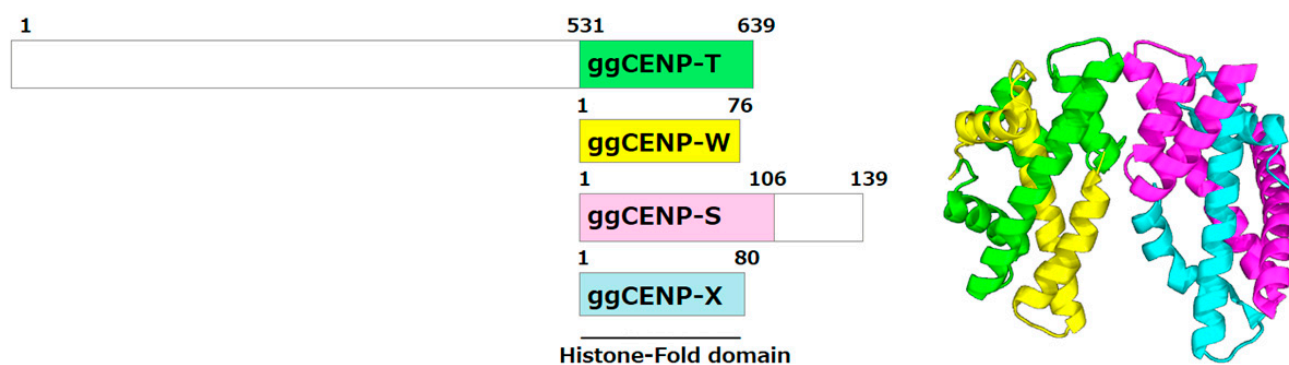 1 531 639
ggCENP-T
1 76
ggCENP-W
1 106 139
ggCENP-S
1 80
ggCENP-X
Histone-Fold domain